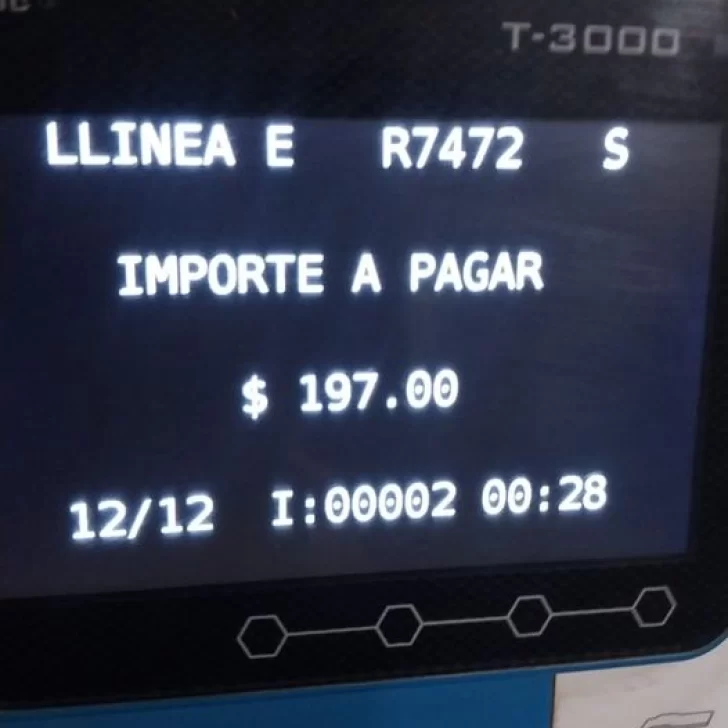 T-3000
LLINEA E R7472 S
IMPORTE A PAGAR
$ 197.00
12/12 I:00002 00:28